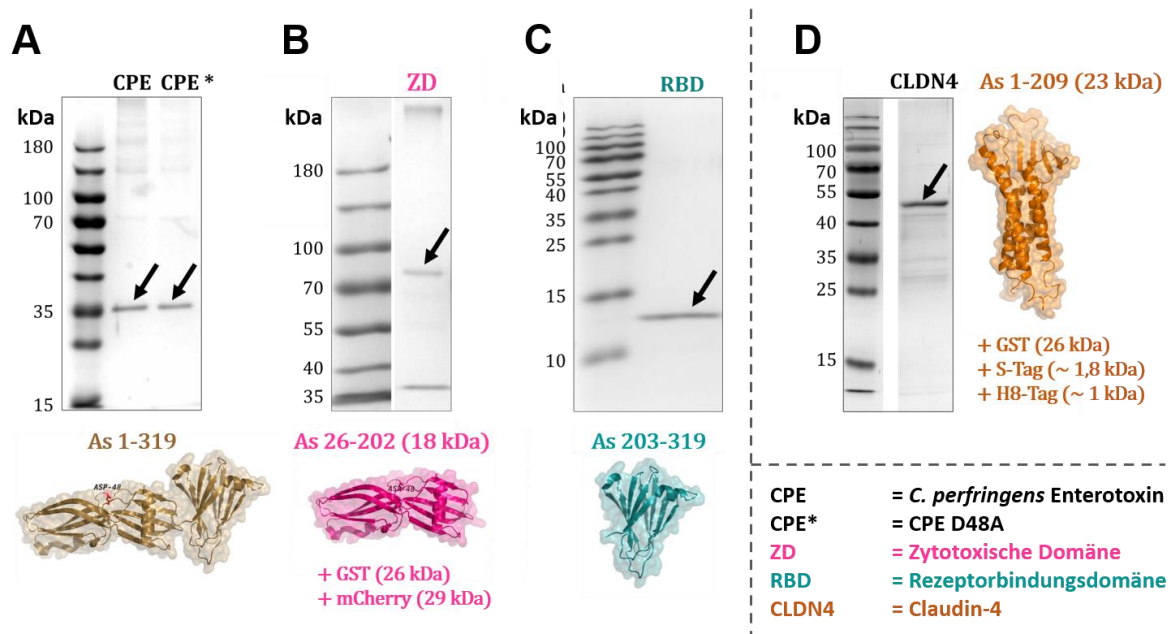 A
CPE CPE *
kDa
180
100
70
35
15
As 1-319
ASP-48
B
ZD
kDa
180
100
70
55
40
35
As 26-202 (18 kDa)
+ GST (26 kDa)
+ mCherry (29 kDa)
C
RBD
kDa
100
70
55
35
25
15
10
As 203-319
D
CLDN4
kDa
100
70
55
40
35
25
15
As 1-209 (23 kDa)
+ GST (26 kDa)
+ S-Tag (~ 1,8 kDa)
+ H8-Tag (~ 1 kDa)
CPE = C. perfringens Enterotoxin
CPE* = CPE D48A
ZD = Zytotoxische Domäne
RBD = Rezeptorbindungsdomäne
CLDN4 = Claudin-4